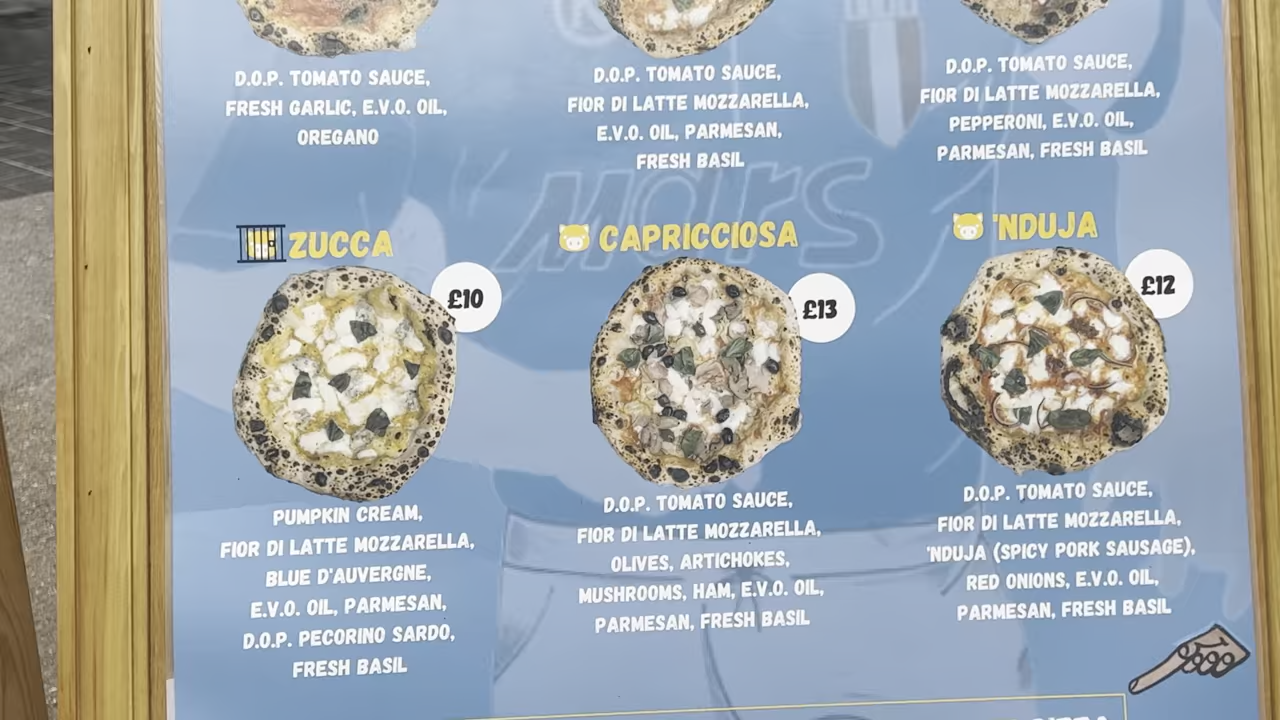 D.O.P. TOMATO SAUCE,
FRESH GARLIC, E.V.O. OIL,
OREGANO
D.O.P. TOMATO SAUCE,
FIOR DI LATTE MOZZARELLA,
E.V.O. OIL, PARMESAN,
FRESH BASIL
D.O.P. TOMATO SAUCE,
FIOR DI LATTE MOZZARELLA,
PEPPERONI, E.V.O. OIL,
PARMESAN, FRESH BASIL
Mars
ZUCCA
£10
PUMPKIN CREAM,
FIOR DI LATTE MOZZARELLA,
BLUE D'AUVERGNE,
E.V.O. OIL, PARMESAN,
D.O.P. PECORINO SARDO,
FRESH BASIL
CAPRICCIOSA
£13
D.O.P. TOMATO SAUCE,
FIOR DI LATTE MOZZARELLA,
OLIVES, ARTICHOKES,
MUSHROOMS, HAM, E.V.O. OIL,
PARMESAN, FRESH BASIL
'NDUJA
£12
D.O.P. TOMATO SAUCE,
FIOR DI LATTE MOZZARELLA,
'NDUJA (SPICY PORK SAUSAGE),
RED ONIONS, E.V.O. OIL,
PARMESAN, FRESH BASIL